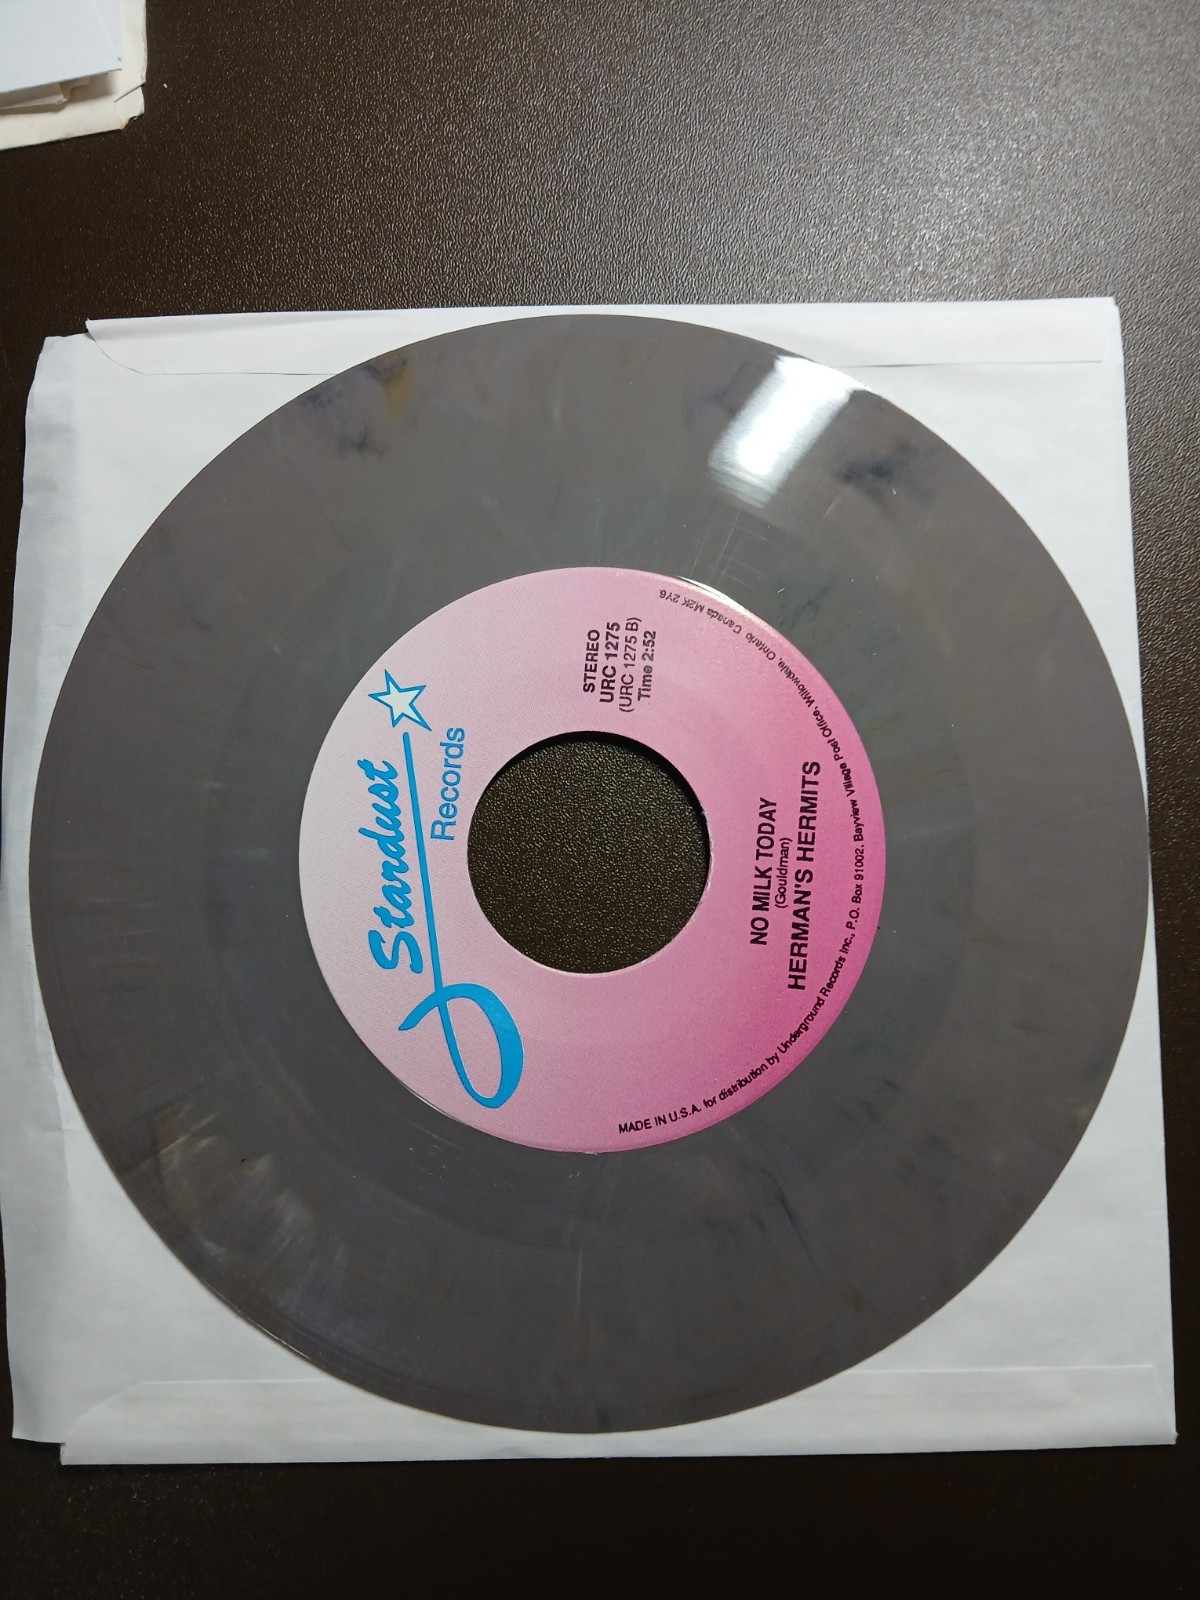 Stardust
Records
STEREO
URC 1275
(URC 1275 B)
Time 2:52
NO MILK TODAY
(Gouldman)
HERMAN'S HERMITS
MADE IN U.S.A. for distribution by Underground Records Inc., P.O. Box 91002, Bayview Village Post Office, Willowdale, Ontario Canada M2K 2Y6